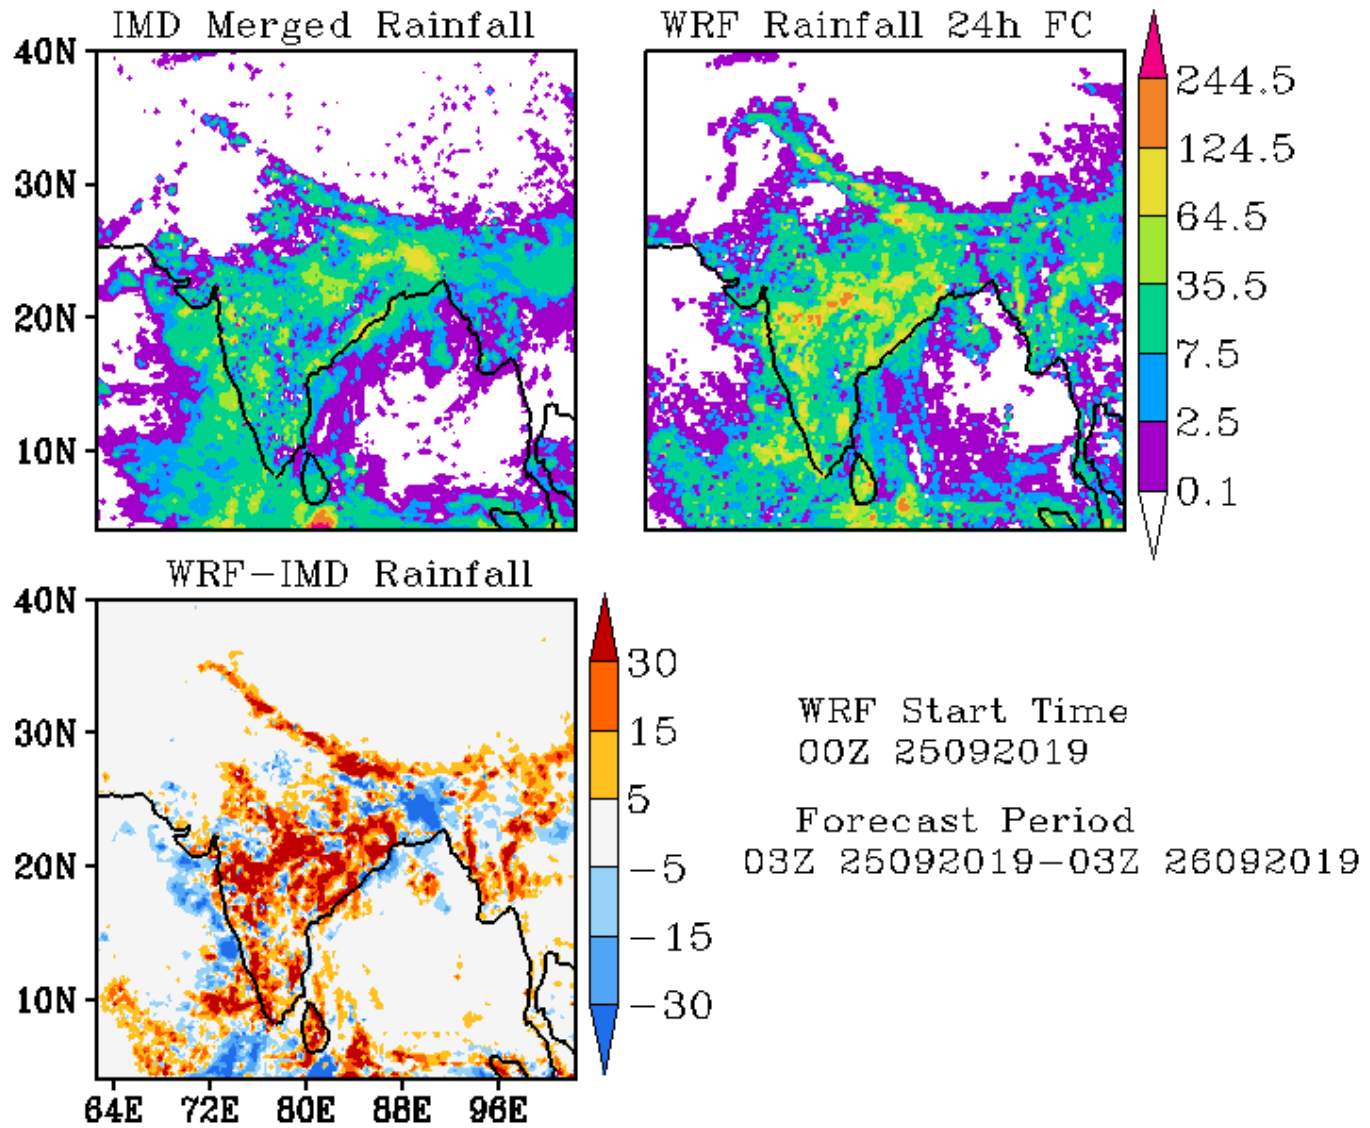 IMD Merged Rainfall
WRF Rainfall 24h FC
40N
30N
20N
10N
244.5
124.5
64.5
35.5
7.5
2.5
0.1
WRF-IMD Rainfall
40N
30N
20N
10N
64E 72E 80E 88E 96E
30
15
5
-5
-15
-30
WRF Start Time
00Z 25092019
Forecast Period
03Z 25092019-03Z 26092019